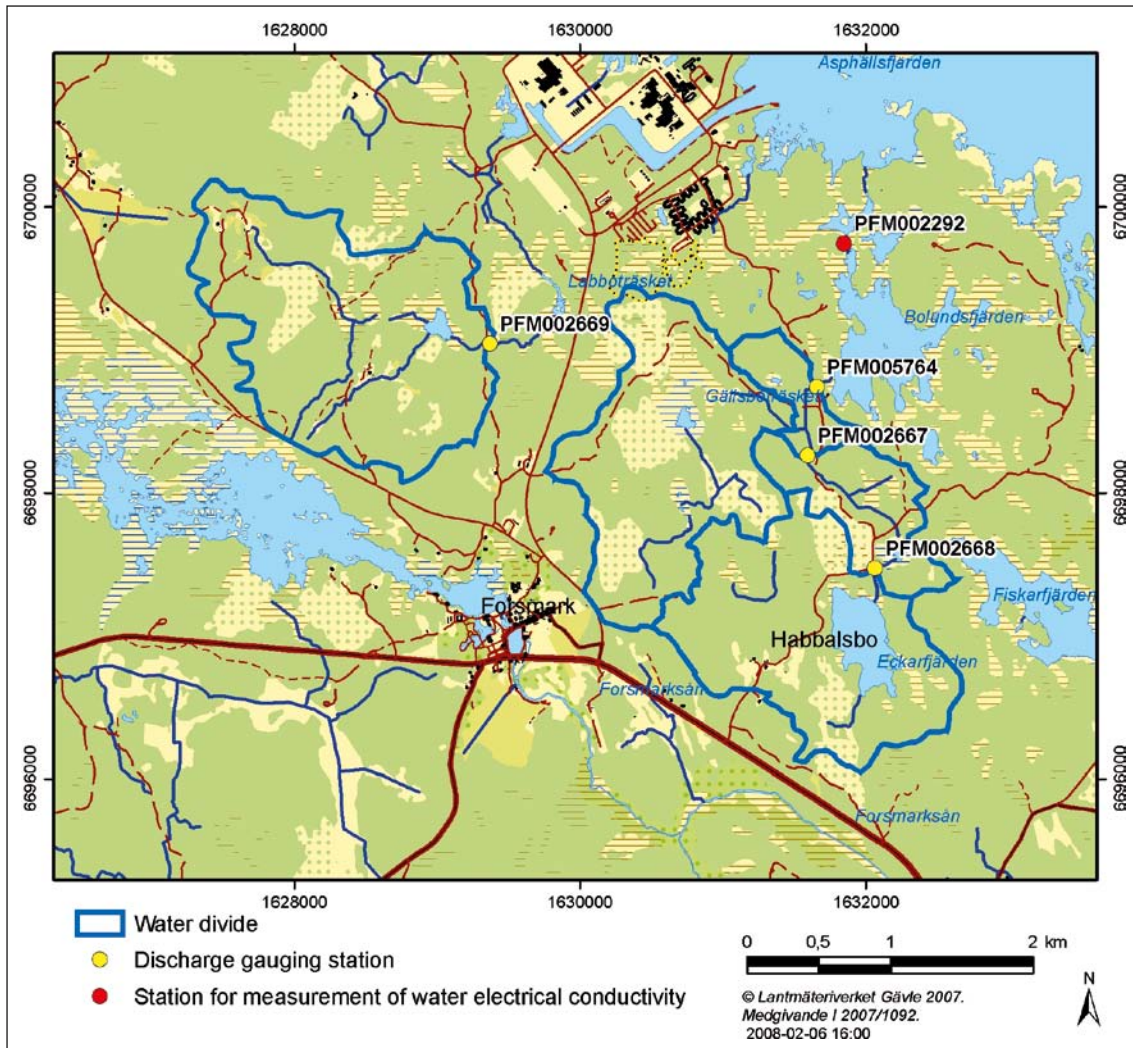 1628000
1630000
1632000
Asphällsfjarden
6700000
6700000
PFM002292
Labboträsket
Bolundsfjärden
PFM002669
PFM005764
Gällsboträsket
PFM002667
6698000
6698000
PFM002668
Forsmark
Fiskarfjärden
Habbalsbo
Eckarfjärden
Forsmarksån
6696000
6696000
Forsmarksån
1628000
1630000
1632000
Water divide
Discharge gauging station
Station for measurement of water electrical conductivity
0 0,5 1 2 km
© Lantmäteriverket Gävle 2007.
Medgivande I 2007/1092.
2008-02-06 16:00
N